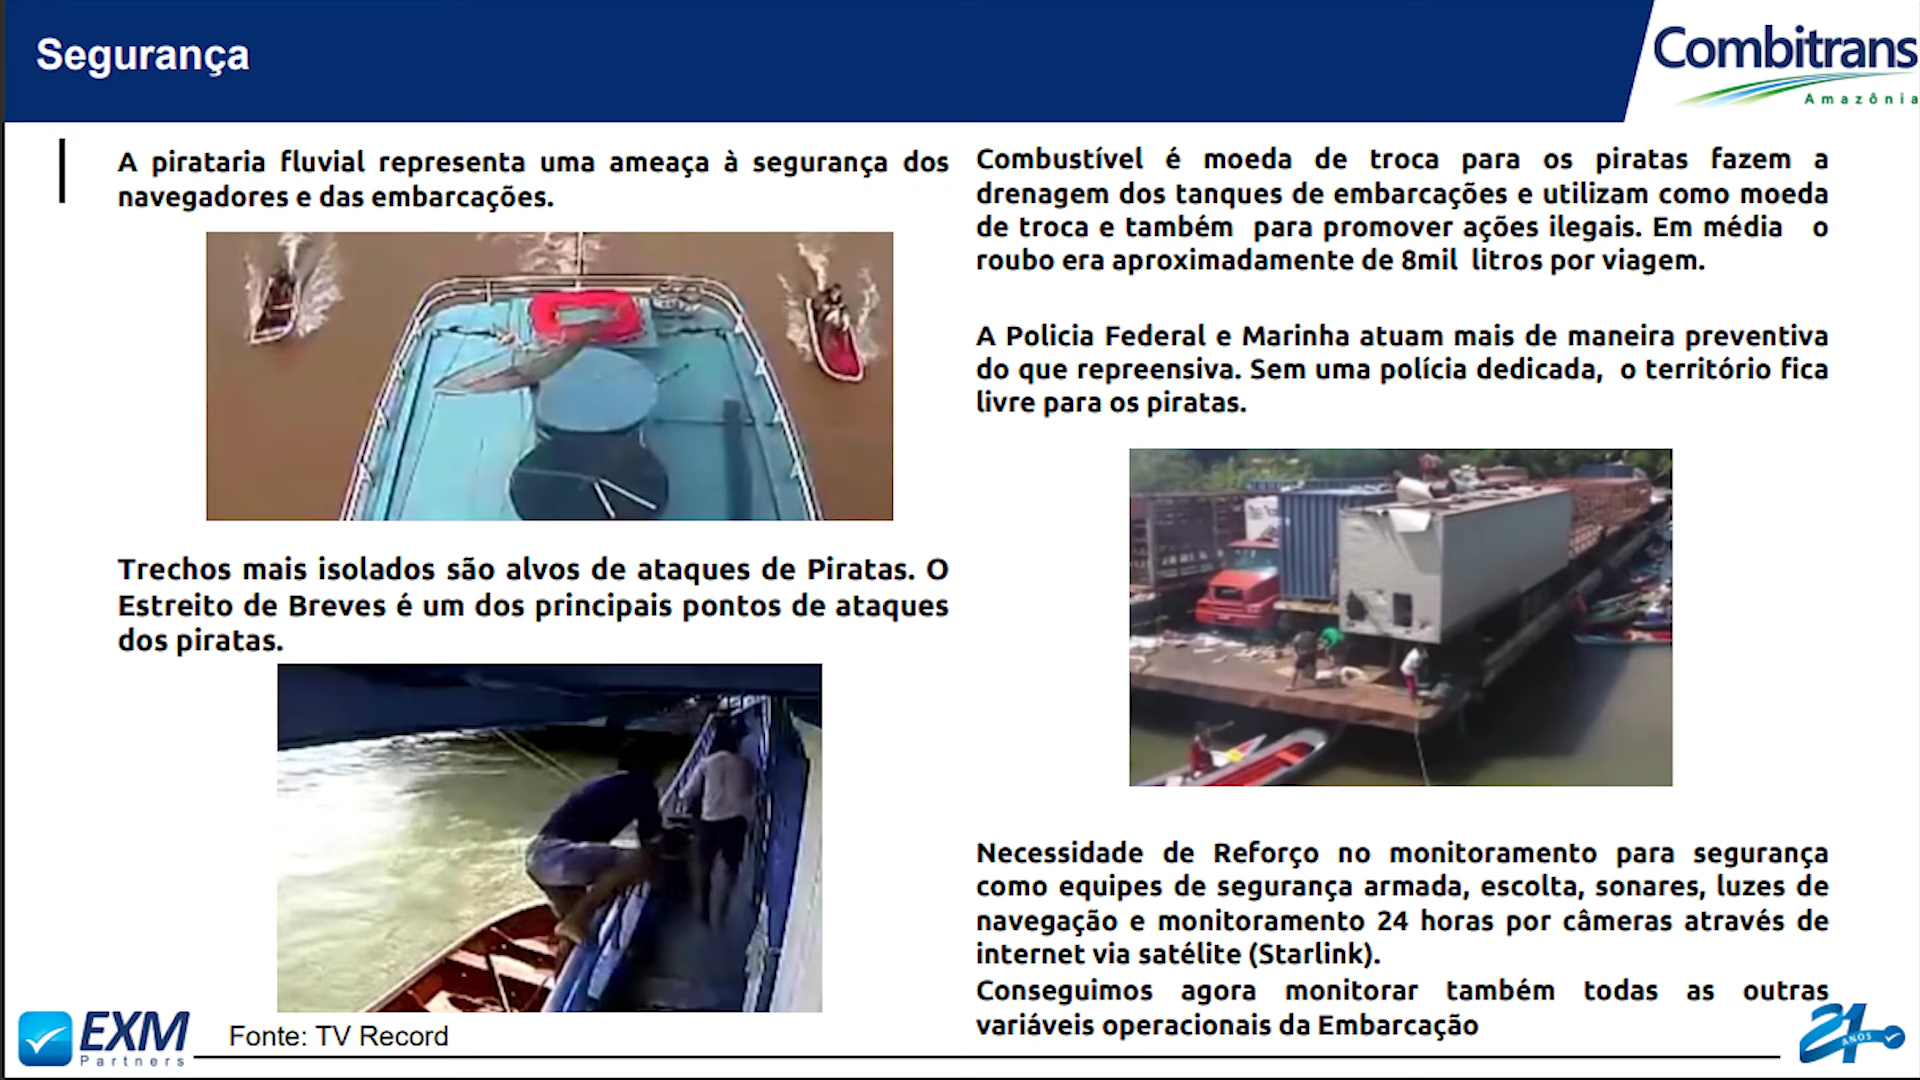 Segurança
Combitrans
Amazônia
A pirataria fluvial representa uma ameaça à segurança dos
navegadores e das embarcações.
Trechos mais isolados são alvos de ataques de Piratas. O
Estreito de Breves é um dos principais pontos de ataques
dos piratas.
Combustível é moeda de troca para os piratas fazem a
drenagem dos tanques de embarcações e utilizam como moeda
de troca e também para promover ações ilegais. Em média o
roubo era aproximadamente de 8mil litros por viagem.
A Policia Federal e Marinha atuam mais de maneira preventiva
do que repreensiva. Sem uma polícia dedicada, o território fica
livre para os piratas.
Necessidade de Reforço no monitoramento para segurança
como equipes de segurança armada, escolta, sonares, luzes de
navegação e monitoramento 24 horas por câmeras através de
internet via satélite (Starlink).
Conseguimos agora monitorar também todas as outras
variáveis operacionais da Embarcação
EXM
Partners
Fonte: TV Record
21
ANOS